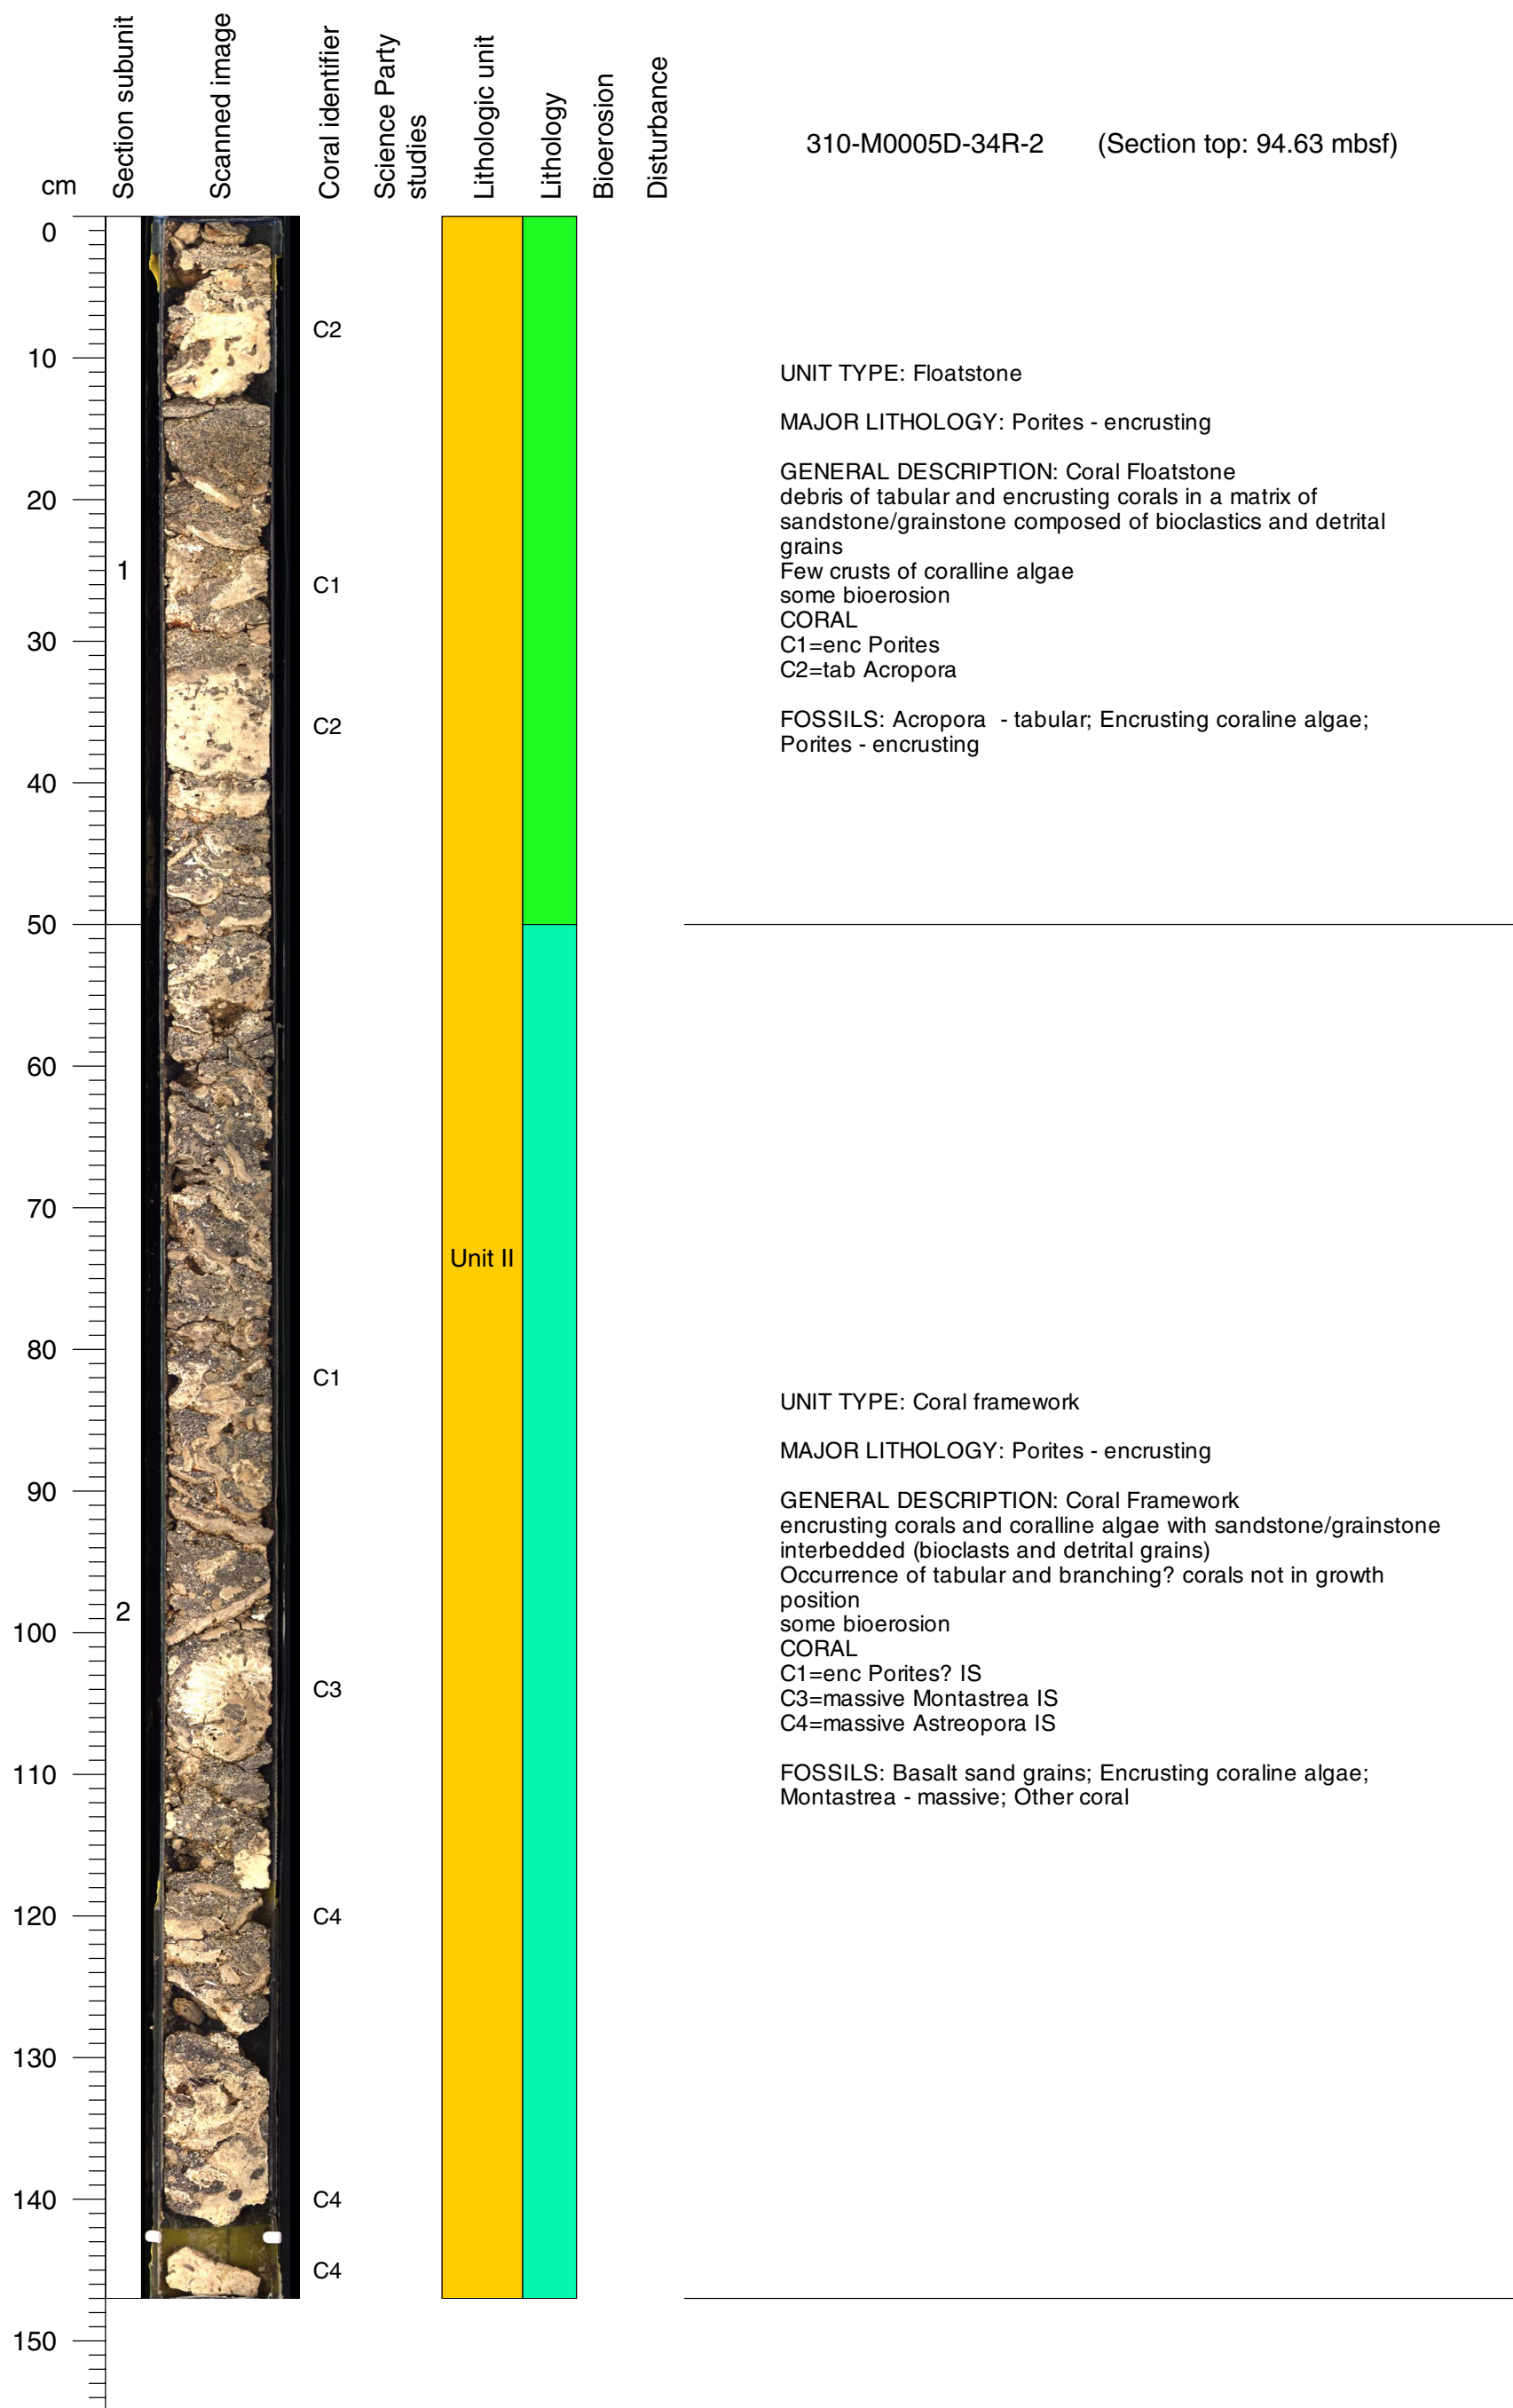 Section subunit
Scanned image
Coral identifier
Science Party
studies
Lithologic unit
Lithology
Bioerosion
Disturbance
310-M0005D-34R-2 (Section top: 94.63 mbsf)
cm
0
10
20
30
40
50
60
70
80
90
100
110
120
130
140
150
1
2
C2
C1
C2
C1
C3
C4
C4
C4
Unit II
UNIT TYPE: Floatstone
MAJOR LITHOLOGY: Porites - encrusting
GENERAL DESCRIPTION: Coral Floatstone
debris of tabular and encrusting corals in a matrix of
sandstone/grainstone composed of bioclastics and detrital
grains
Few crusts of coralline algae
some bioerosion
CORAL
C1=enc Porites
C2=tab Acropora
FOSSILS: Acropora - tabular; Encrusting coraline algae;
Porites - encrusting
UNIT TYPE: Coral framework
MAJOR LITHOLOGY: Porites - encrusting
GENERAL DESCRIPTION: Coral Framework
encrusting corals and coralline algae with sandstone/grainstone
interbedded (bioclasts and detrital grains)
Occurrence of tabular and branching? corals not in growth
position
some bioerosion
CORAL
C1=enc Porites? IS
C3=massive Montastrea IS
C4=massive Astreopora IS
FOSSILS: Basalt sand grains; Encrusting coraline algae;
Montastrea - massive; Other coral